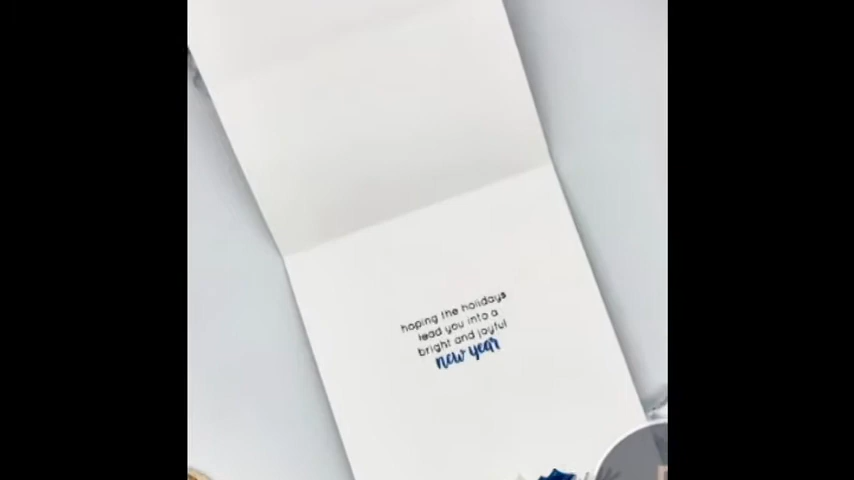 hoping the holidays
lead you into a
bright and joyful
new year